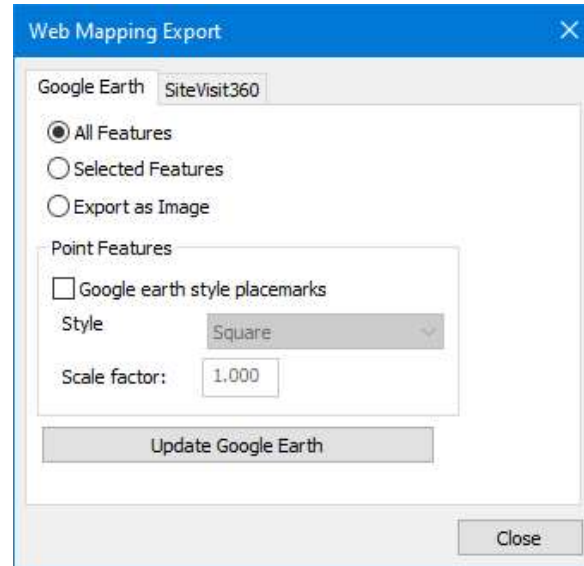 Web Mapping Export
Google Earth SiteVisit360
All Features
Selected Features
Export as Image
Point Features
Google earth style placemarks
Style Square
Scale factor: 1.000
Update Google Earth
Close